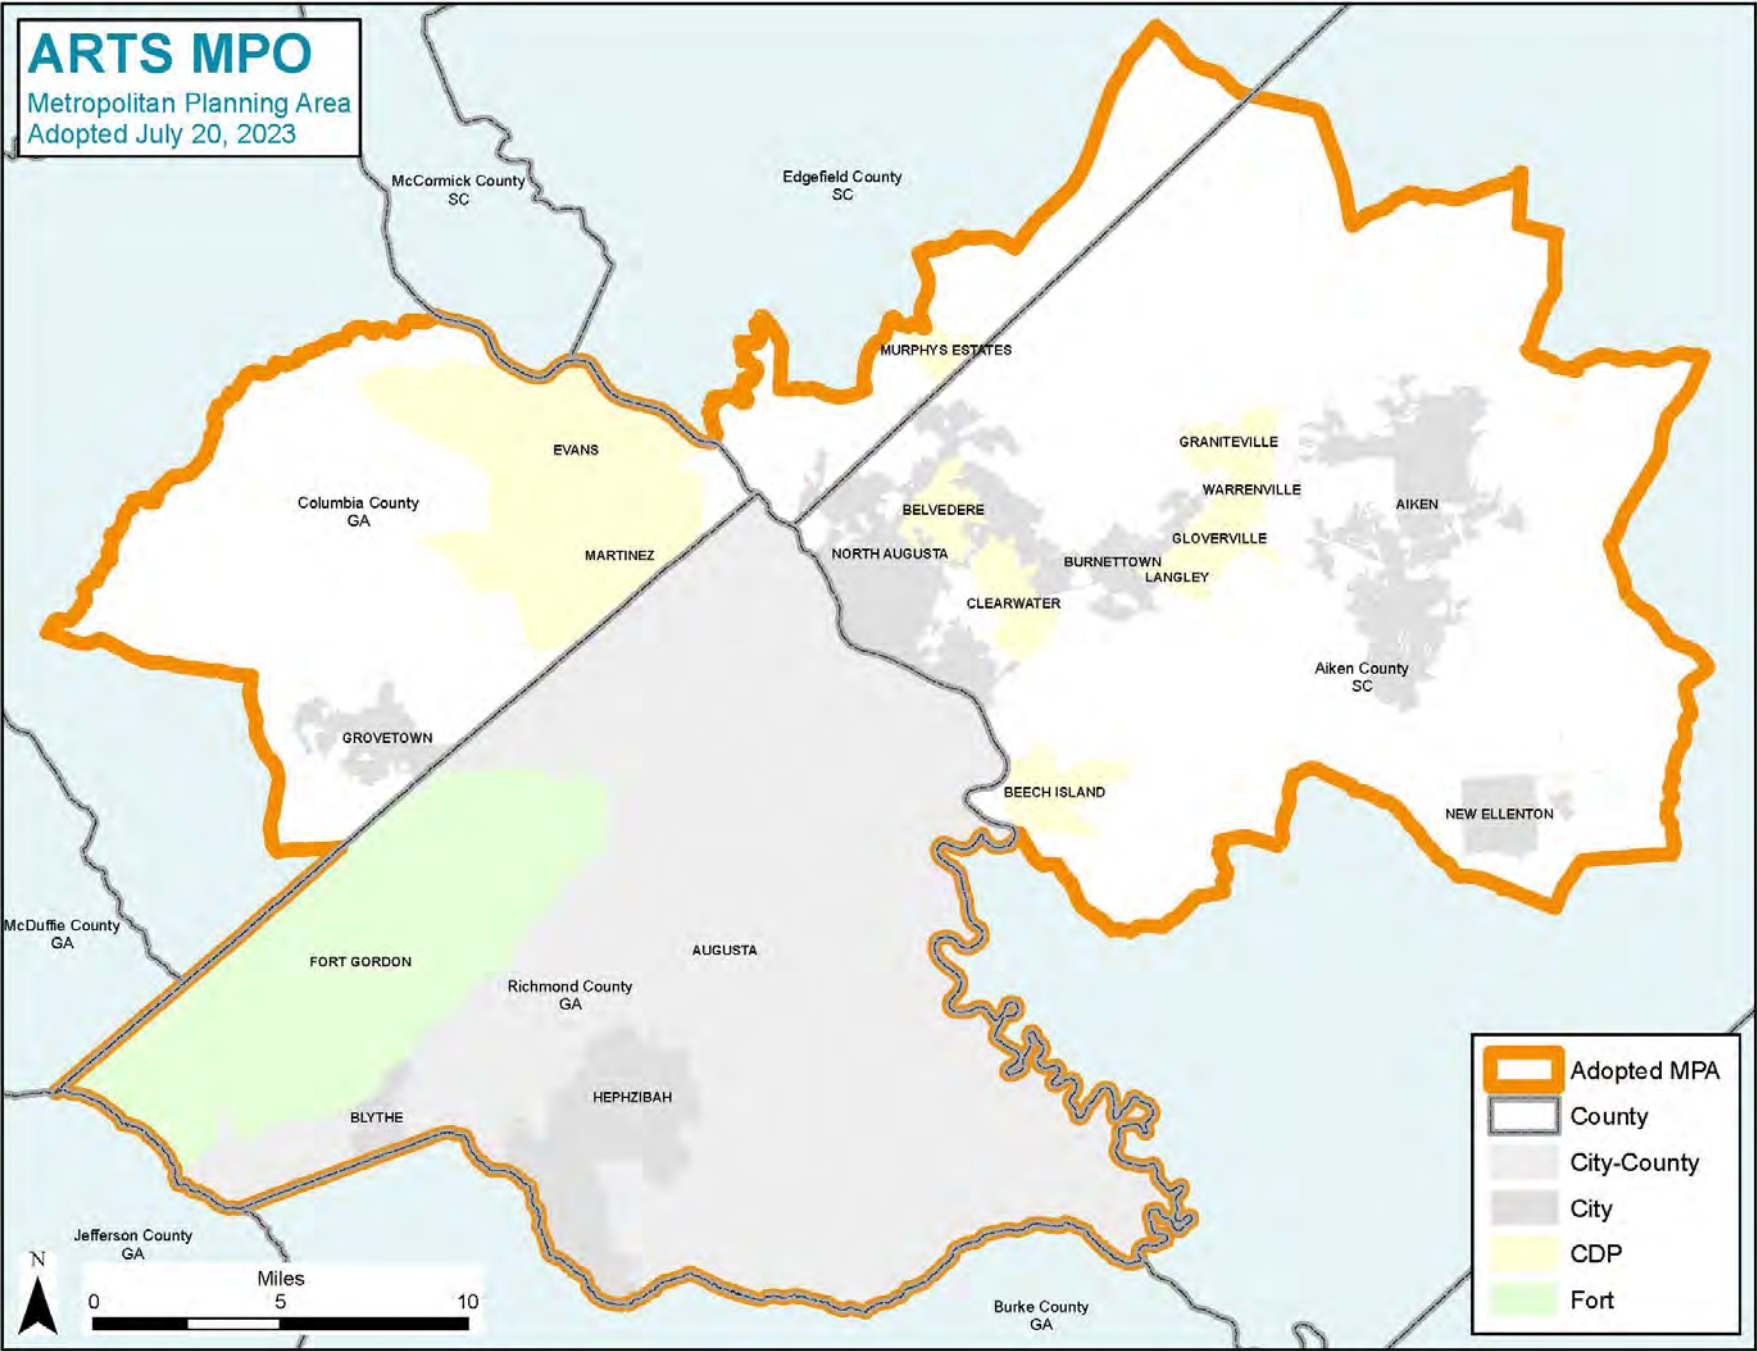 ARTS MPO
Metropolitan Planning Area
Adopted July 20, 2023
McCormick County
SC
Edgefield County
SC
MURPHYS ESTATES
EVANS
GRANITEVILLE
Columbia County
GA
WARRENVILLE
AIKEN
BELVEDERE
MARTINEZ
NORTH AUGUSTA
GLOVERVILLE
BURNETTOWN
LANGLEY
CLEARWATER
Aiken County
SC
GROVETOWN
BEECH ISLAND
NEW ELLENTON
McDuffie County
GA
FORT GORDON
AUGUSTA
Richmond County
GA
HEPHZIBAH
BLYTHE
Jefferson County
GA
Burke County
GA
N
Miles
0 5 10
Adopted MPA
County
City-County
City
CDP
Fort